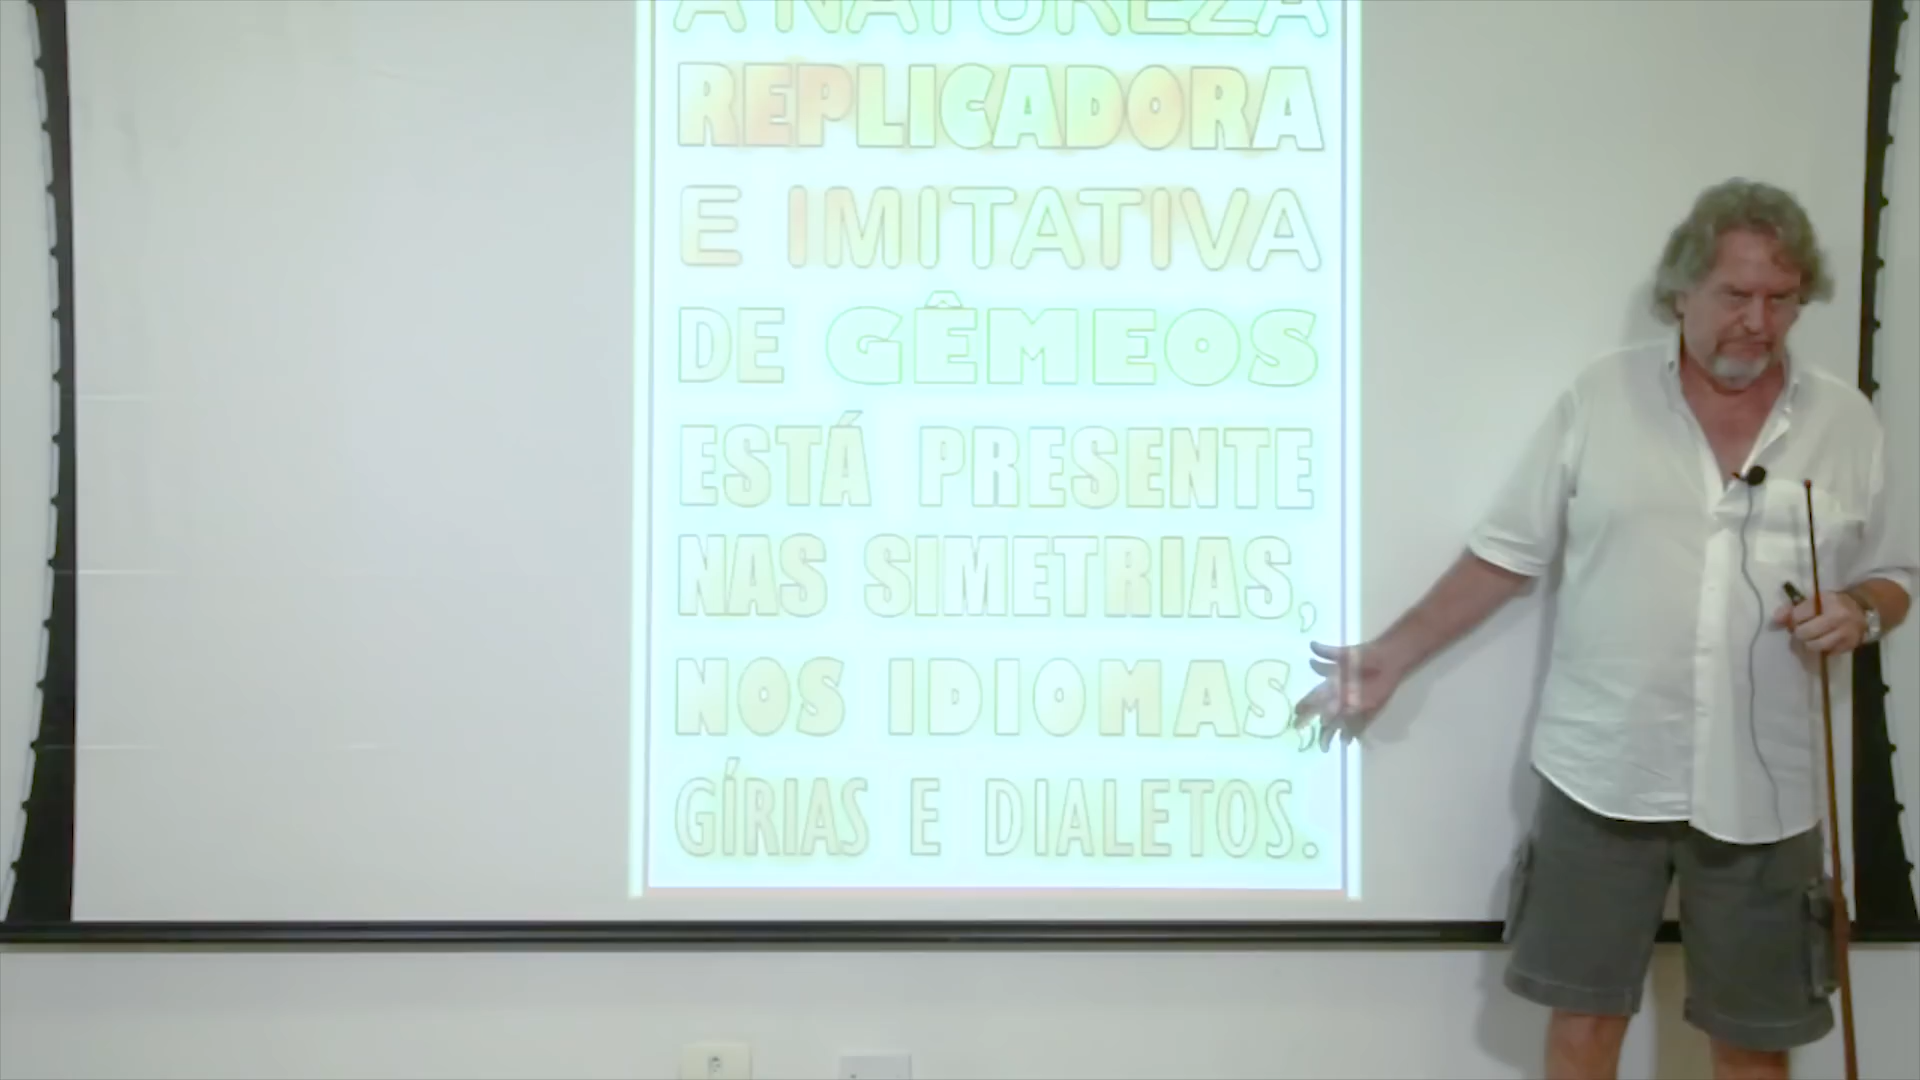 A NATUREZA
REPLICADORA
E IMITATIVA
DE GÊMEOS
ESTÁ PRESENTE
NAS SIMETRIAS,
NOS IDIOMAS,
GÍRIAS E DIALETOS.